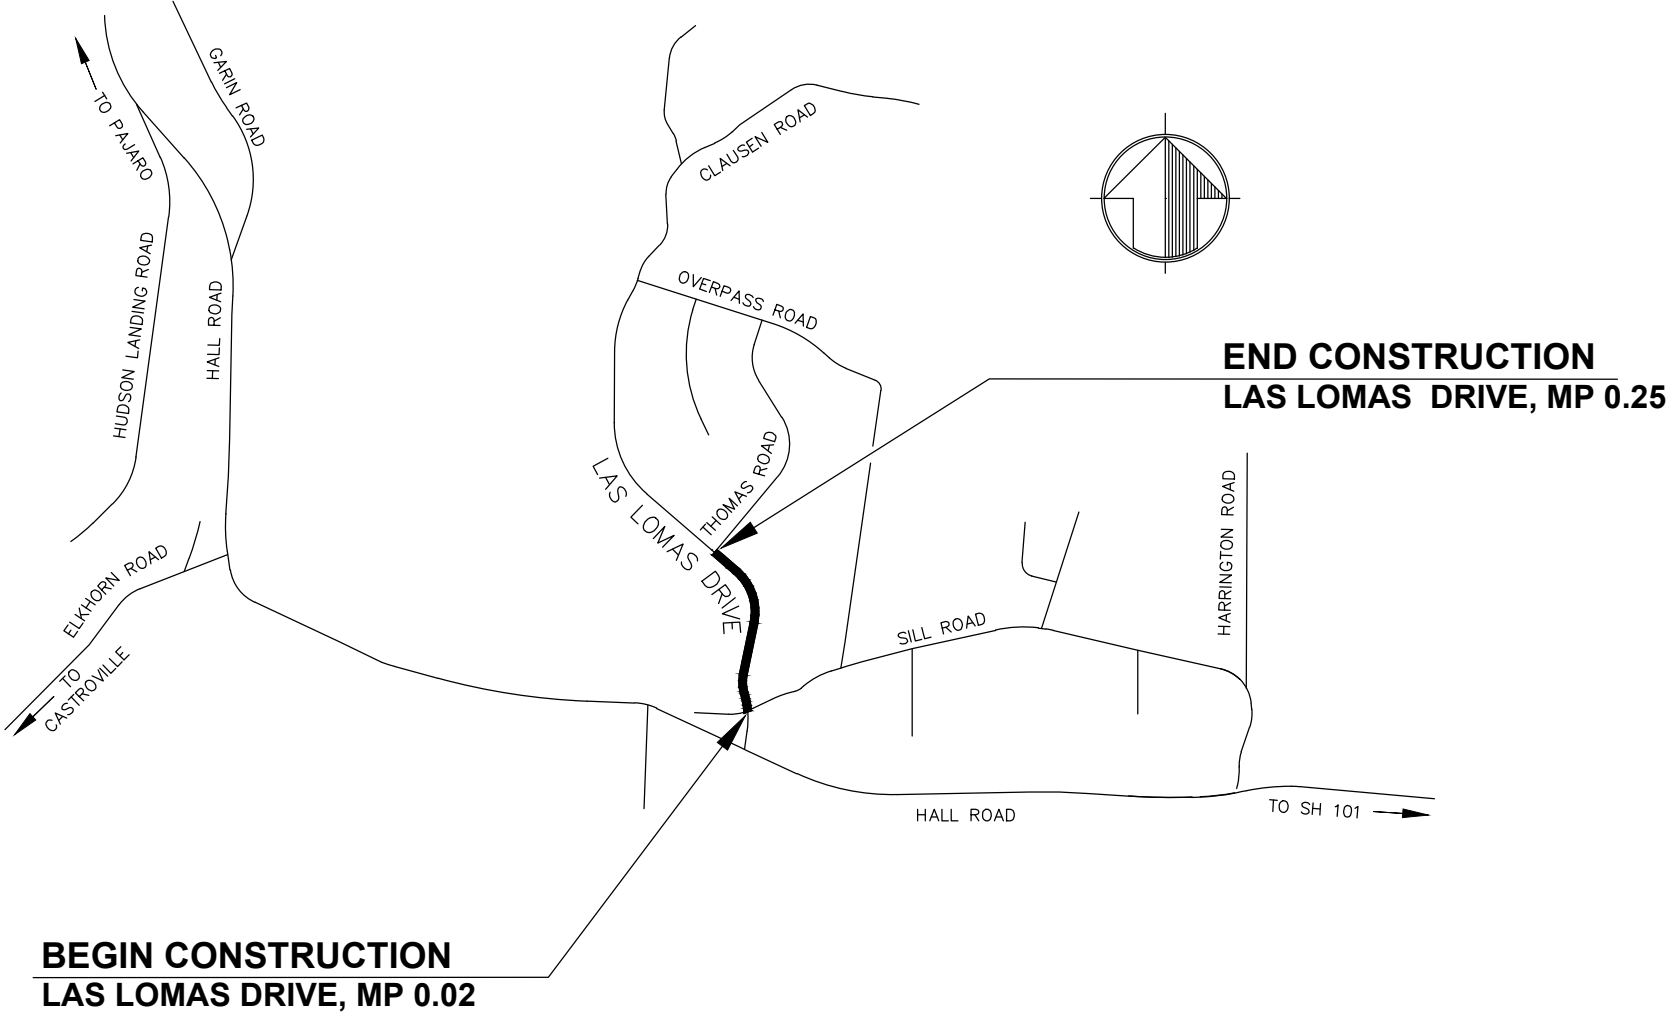 GARIN ROAD
TO PAJARO
CLAUSEN ROAD
HUDSON LANDING ROAD
HALL ROAD
OVERPASS ROAD
END CONSTRUCTION
LAS LOMAS DRIVE, MP 0.25
THOMAS ROAD
LAS LOMAS DRIVE
HARRINGTON ROAD
ELKHORN ROAD
SILL ROAD
TO
CASTROVILLE
HALL ROAD
TO SH 101
BEGIN CONSTRUCTION
LAS LOMAS DRIVE, MP 0.02